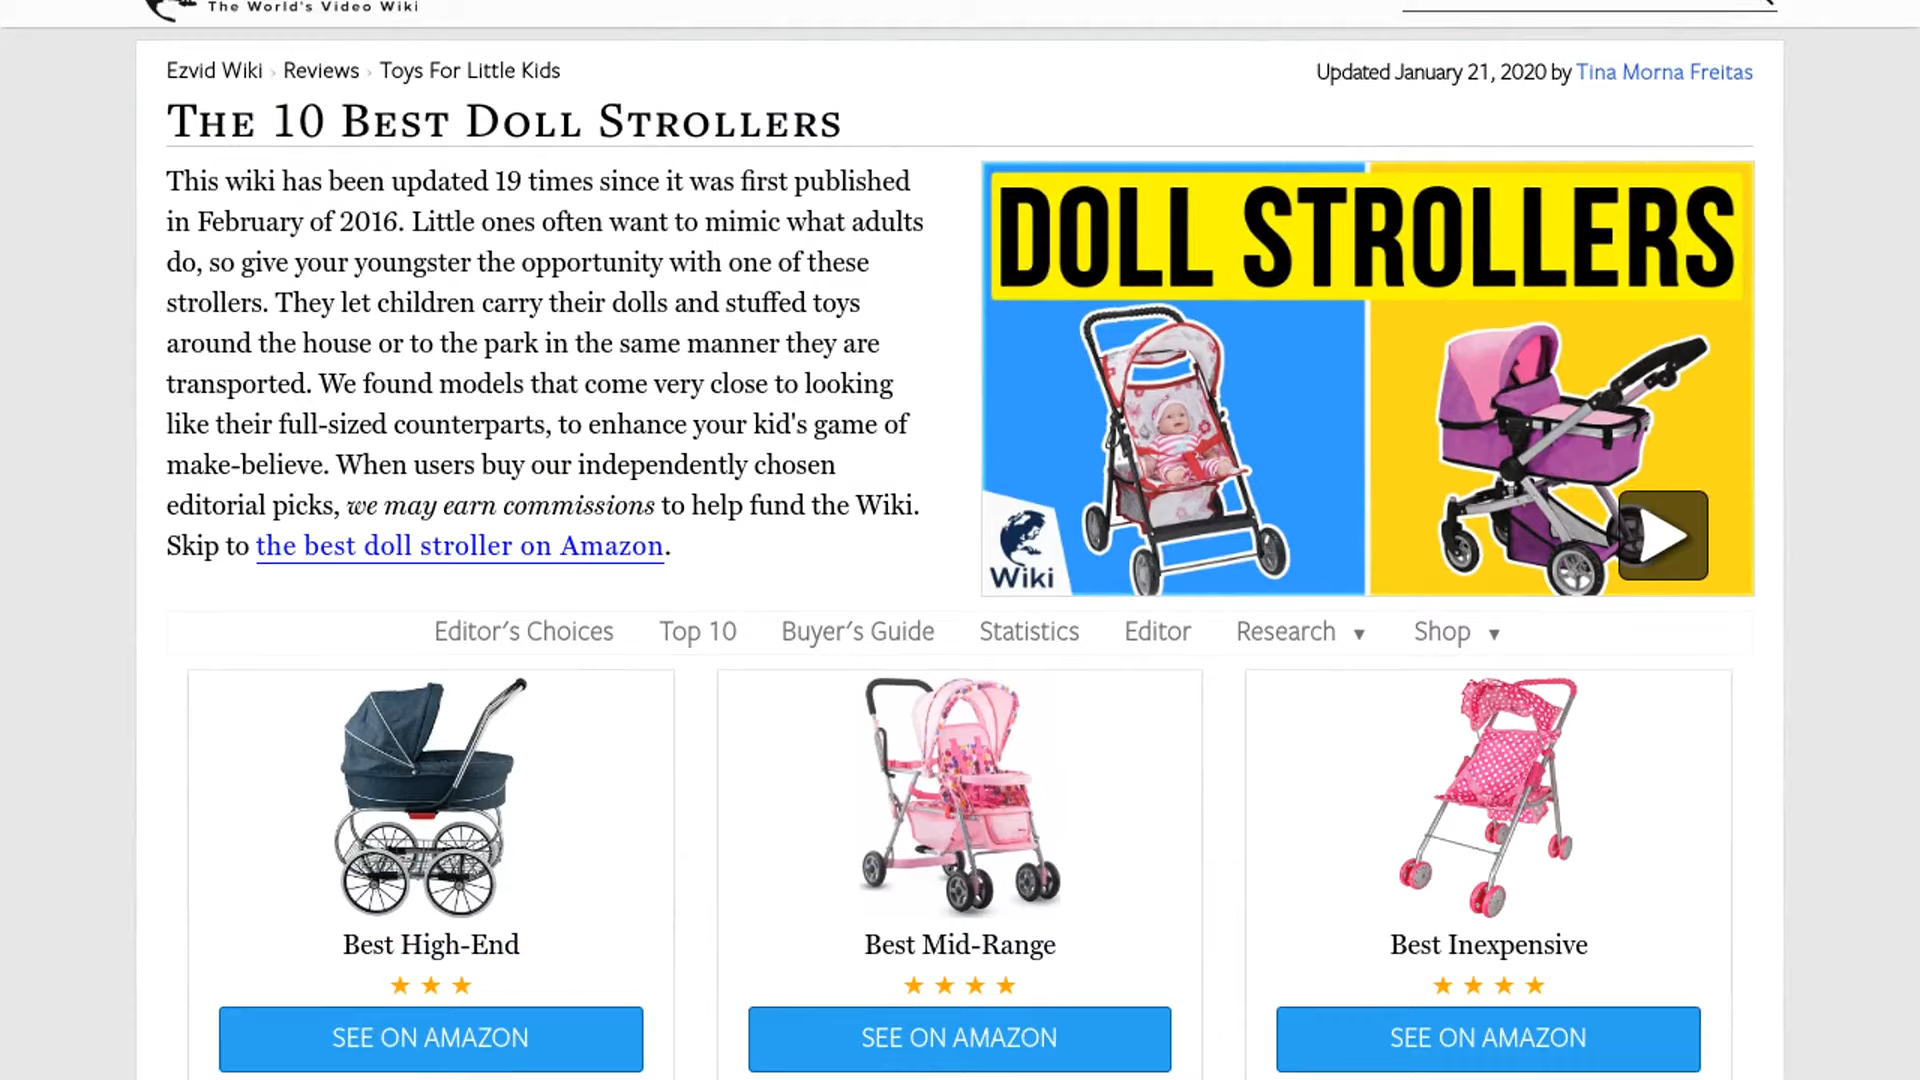 The World's Video Wiki
Ezvid Wiki › Reviews › Toys For Little Kids
Updated January 21, 2020 by Tina Morna Freitas
The 10 Best Doll Strollers
This wiki has been updated 19 times since it was first published
in February of 2016. Little ones often want to mimic what adults
do, so give your youngster the opportunity with one of these
strollers. They let children carry their dolls and stuffed toys
around the house or to the park in the same manner they are
transported. We found models that come very close to looking
like their full-sized counterparts, to enhance your kid's game of
make-believe. When users buy our independently chosen
editorial picks, we may earn commissions to help fund the Wiki.
Skip to the best doll stroller on Amazon.
DOLL STROLLERS
Wiki
Editor's Choices Top 10 Buyer's Guide Statistics Editor Research ▼ Shop ▼
Best High-End
★ ★ ★
SEE ON AMAZON
Best Mid-Range
★ ★ ★ ★
SEE ON AMAZON
Best Inexpensive
★ ★ ★ ★
SEE ON AMAZON